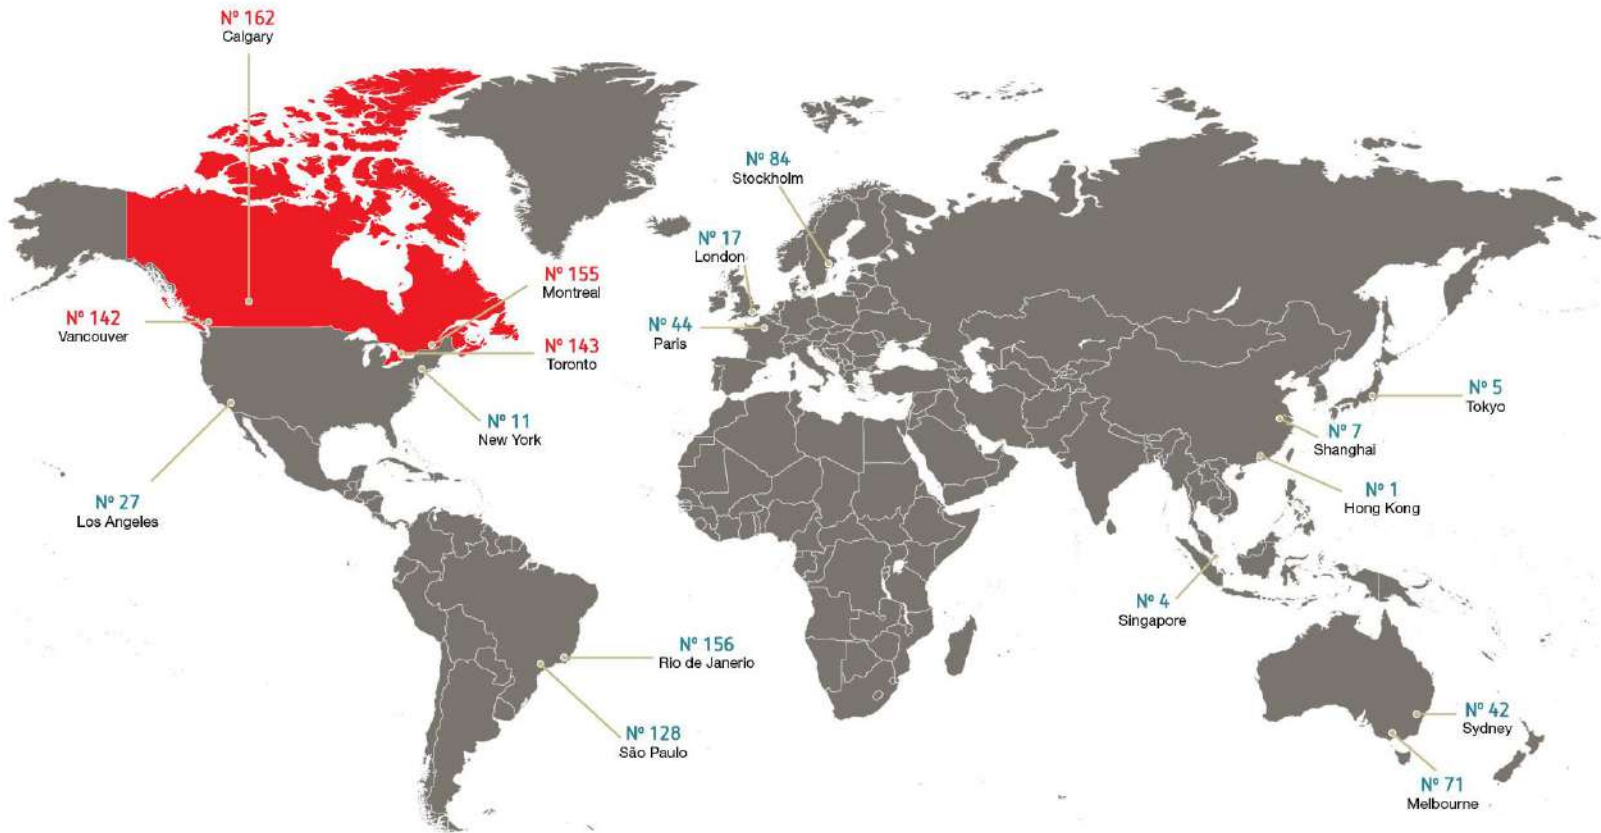 Nº 162
Calgary
Nº 84
Stockholm
Nº 17
London
Nº 155
Montreal
Nº 142
Vancouver
Nº 44
Paris
Nº 143
Toronto
Nº 5
Tokyo
Nº 11
New York
Nº 7
Shanghai
Nº 27
Los Angeles
Nº 1
Hong Kong
Nº 4
Singapore
Nº 156
Rio de Janerio
Nº 128
São Paulo
Nº 42
Sydney
Nº 71
Melbourne